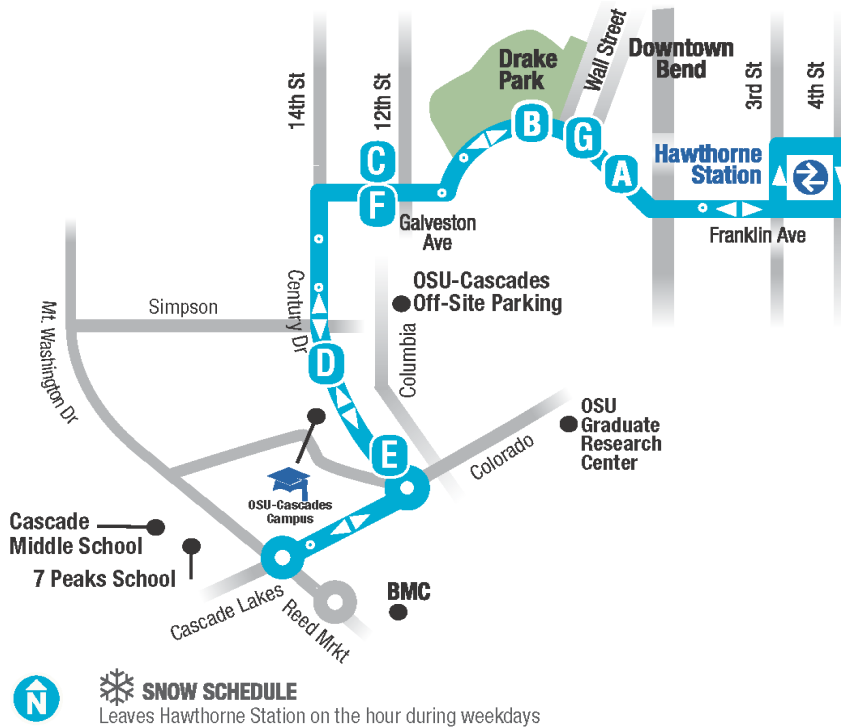 Drake
Park
Wall Street
Downtown
Bend
14th St
12th St
3rd St
4th St
B
G
A
C
F
Hawthorne
Station
Galveston
Ave
Franklin Ave
OSU-Cascades
Off-Site Parking
Simpson
Century Dr
Columbia
Mt. Washington Dr
D
E
OSU
Graduate
Research
Center
Colorado
OSU-Cascades
Campus
Cascade
Middle School
7 Peaks School
BMC
Cascade Lakes
Reed Mrkt
N
SNOW SCHEDULE
Leaves Hawthorne Station on the hour during weekdays